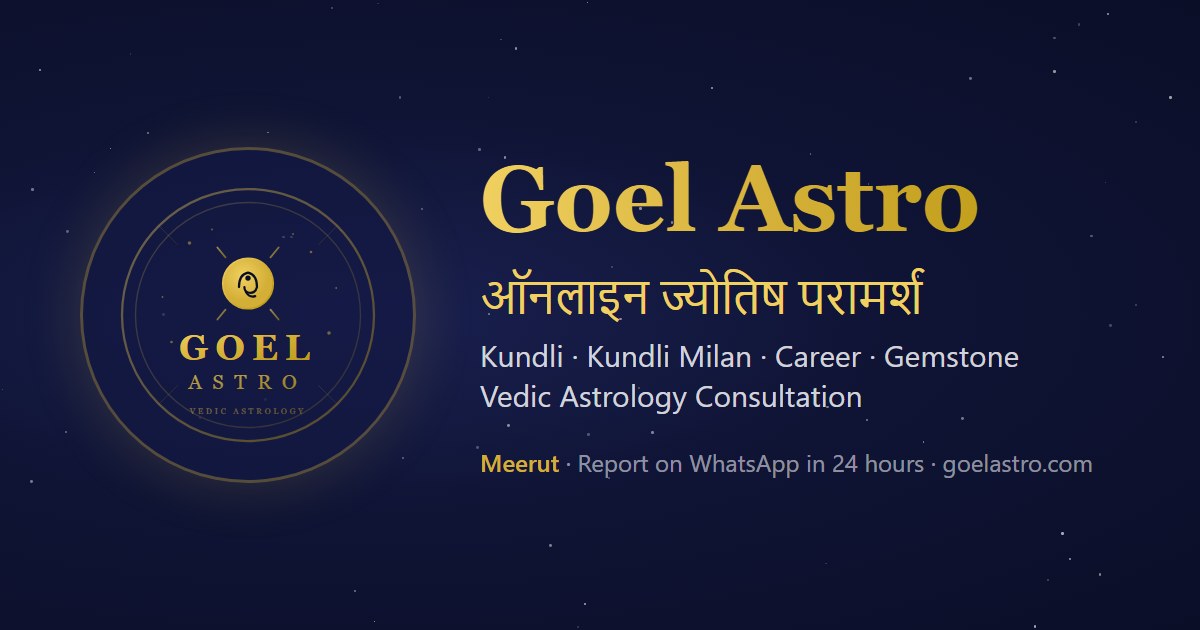 GOEL
ASTRO
VEDIC ASTROLOGY
Goel Astro
ऑनलाइन ज्योतिष परामर्श
Kundli · Kundli Milan · Career · Gemstone
Vedic Astrology Consultation
Meerut · Report on WhatsApp in 24 hours · goelastro.com